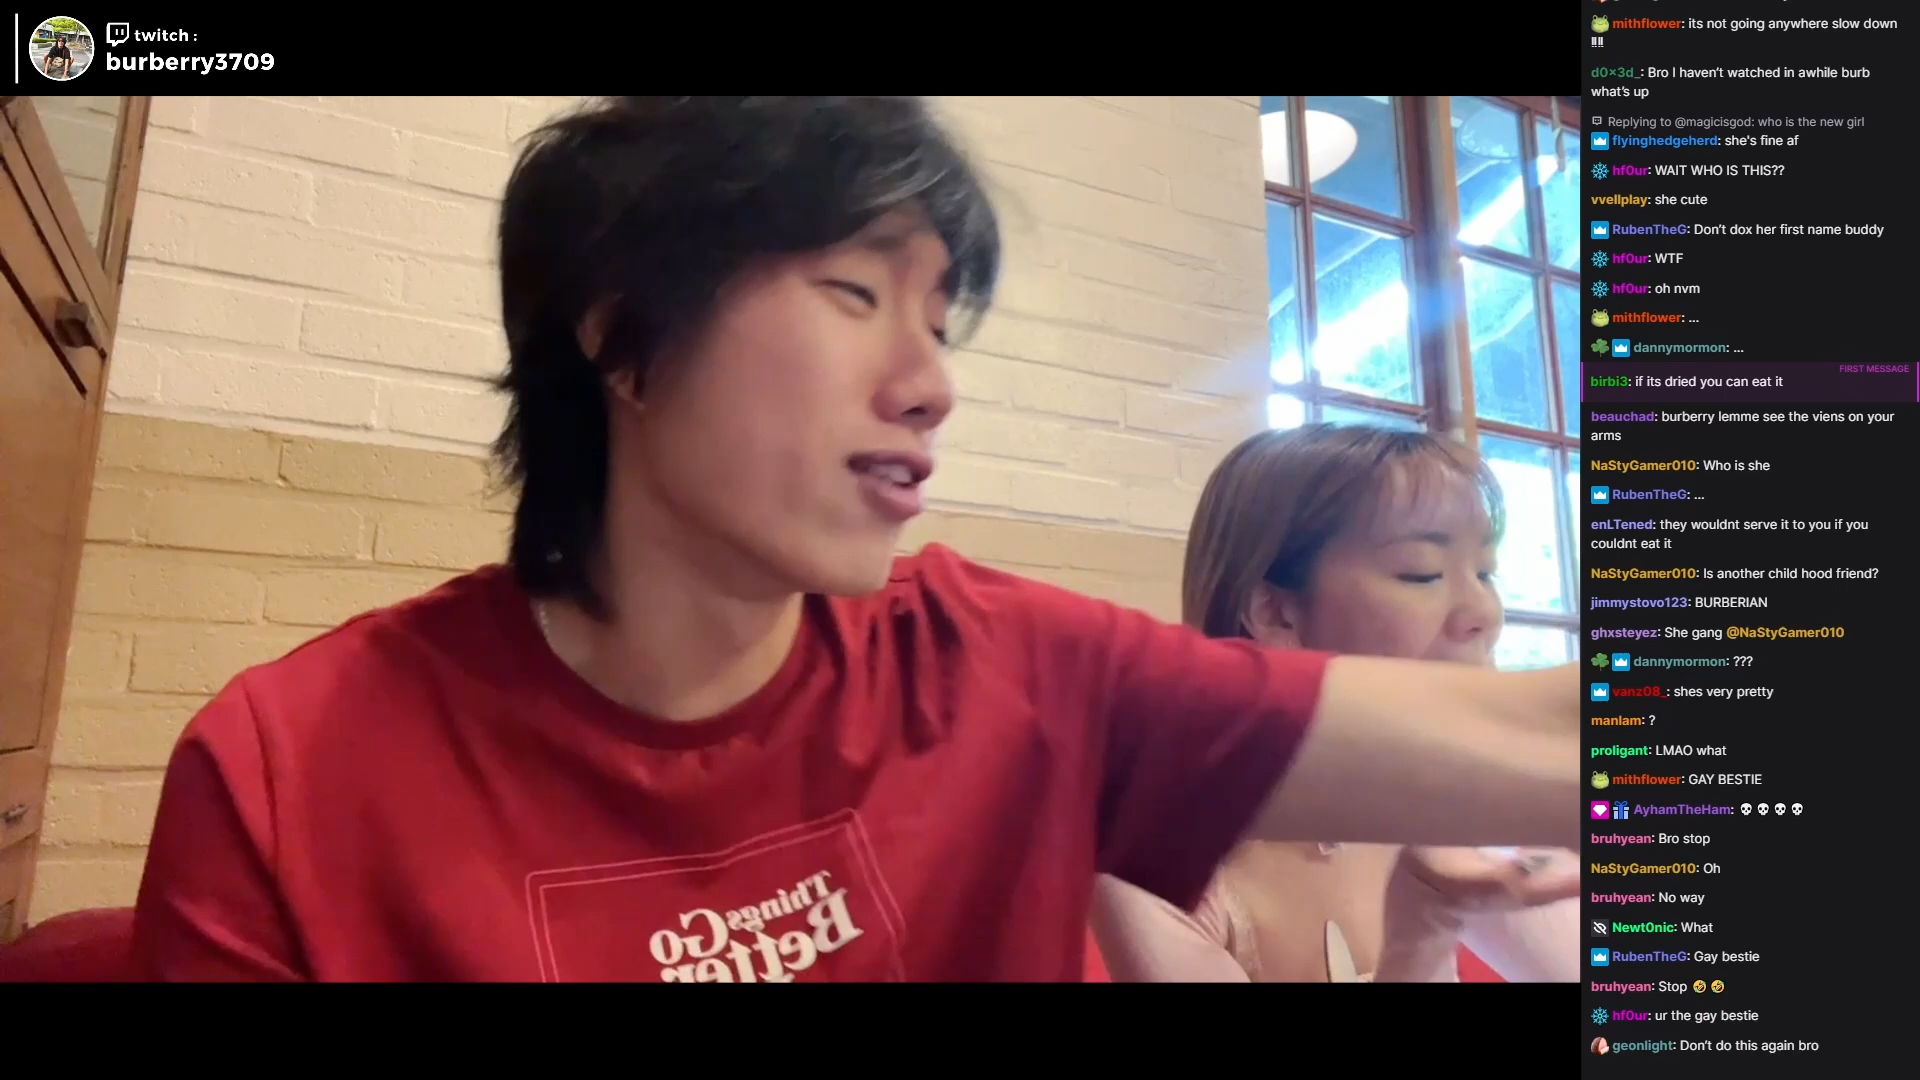 twitch :
burberry3709
mithflower: its not going anywhere slow down
!!!!
d0x3d_: Bro I haven't watched in awhile burb
what's up
Replying to @magicisgod: who is the new girl
flyinghedgeherd: she's fine af
hf0ur: WAIT WHO IS THIS??
vvellplay: she cute
RubenTheG: Don't dox her first name buddy
hf0ur: WTF
hf0ur: oh nvm
mithflower: ...
dannymormon: ...
FIRST MESSAGE
birbi3: if its dried you can eat it
beauchad: burberry lemme see the viens on your
arms
NaStyGamer010: Who is she
RubenTheG: ...
enLTened: they wouldnt serve it to you if you
couldnt eat it
NaStyGamer010: Is another child hood friend?
jimmystovo123: BURBERIAN
ghxsteyez: She gang @NaStyGamer010
dannymormon: ???
vanz08_: shes very pretty
manlam: ?
proligant: LMAO what
mithflower: GAY BESTIE
AyhamTheHam: 💀💀💀💀
bruhyean: Bro stop
NaStyGamer010: Oh
bruhyean: No way
Newt0nic: What
RubenTheG: Gay bestie
bruhyean: Stop 🤣🤣
hf0ur: ur the gay bestie
geonlight: Don't do this again bro
Things Go
Better